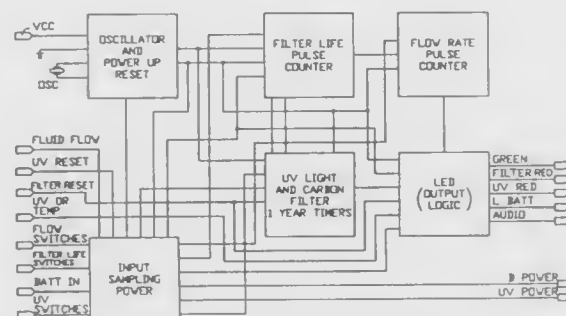 VCC
OSC
OSCILLATOR
AND
POWER UP
RESET
FILTER LIFE
PULSE
COUNTER
FLOW RATE
PULSE
COUNTER
FLUID FLOW
UV RESET
FILTER RESET
UV OR
TEMP
FLOW
SWITCHES
FILTER LIFE
SWITCHES
BATT IN
UV
SWITCHES
INPUT
SAMPLING
POWER
UV LIGHT
AND CARBON
FILTER
1 YEAR TIMERS
LED
(OUTPUT
LOGIC)
GREEN
FILTER RED
UV RED
L BATT
AUDIO
B POWER
UV POWER